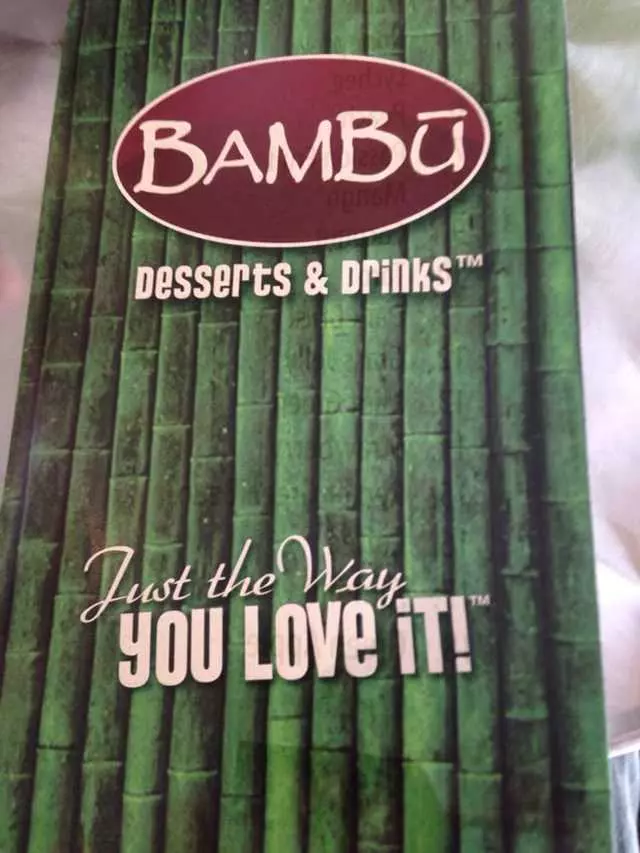 BAMBŪ
Desserts & Drinks™
Just the Way
YOU LOVE iT!™